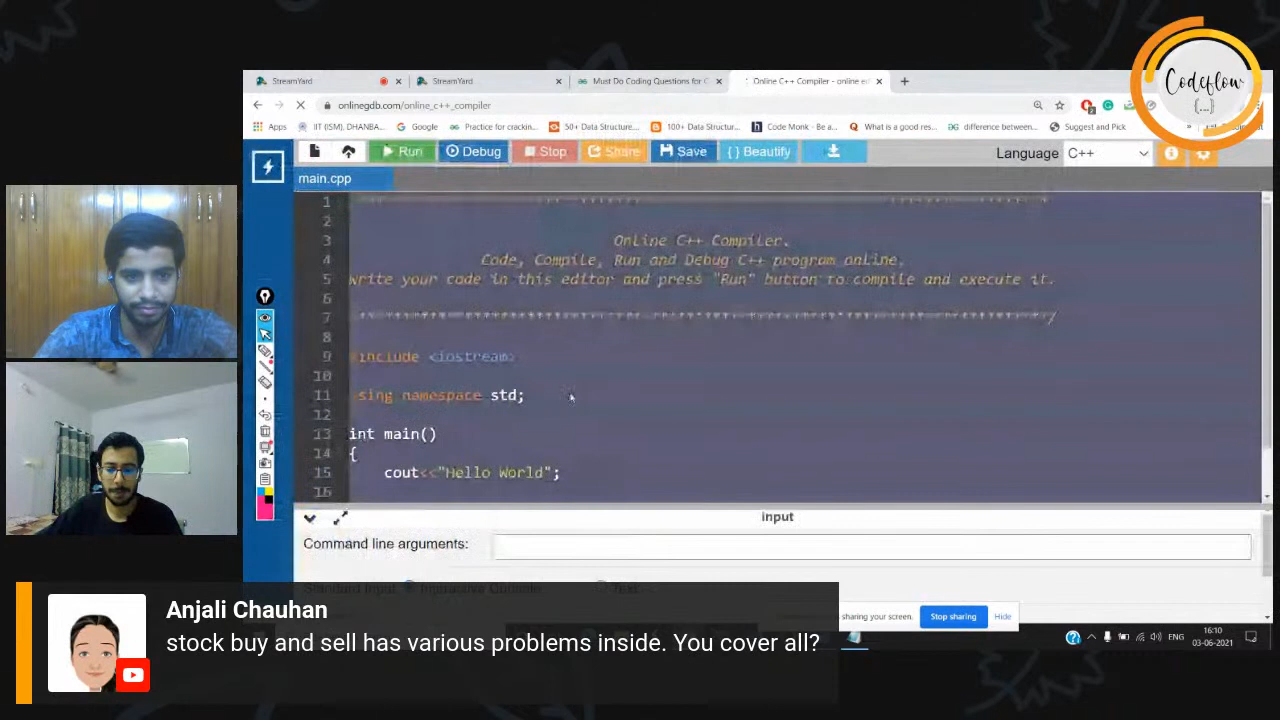 Codeflow
{...}
StreamYard
StreamYard
Must Do Coding Questions for C
Online C++ Compiler - online e
onlinegdb.com/online_c++_compiler
Apps
IIT (ISM), DHANBA...
Google
Practice for crackin...
50+ Data Structure...
100+ Data Structur...
Code Monk - Be a...
What is a good res...
difference between...
Suggest and Pick
Run
Debug
Stop
Share
Save
{ } Beautify
Language C++
main.cpp
1
2
3 Online C++ Compiler.
4 Code, Compile, Run and Debug C++ program online.
5 Write your code in this editor and press "Run" button to compile and execute it.
6
7
8
9 include <iostream>
10
11 sing namespace std;
12
13 int main()
14 {
15 cout<<"Hello World";
16
input
Command line arguments:
Standard Input: Interactive Console Text
sharing your screen.
Stop sharing
Hide
ENG
16:10
03-06-2021
Anjali Chauhan
stock buy and sell has various problems inside. You cover all?